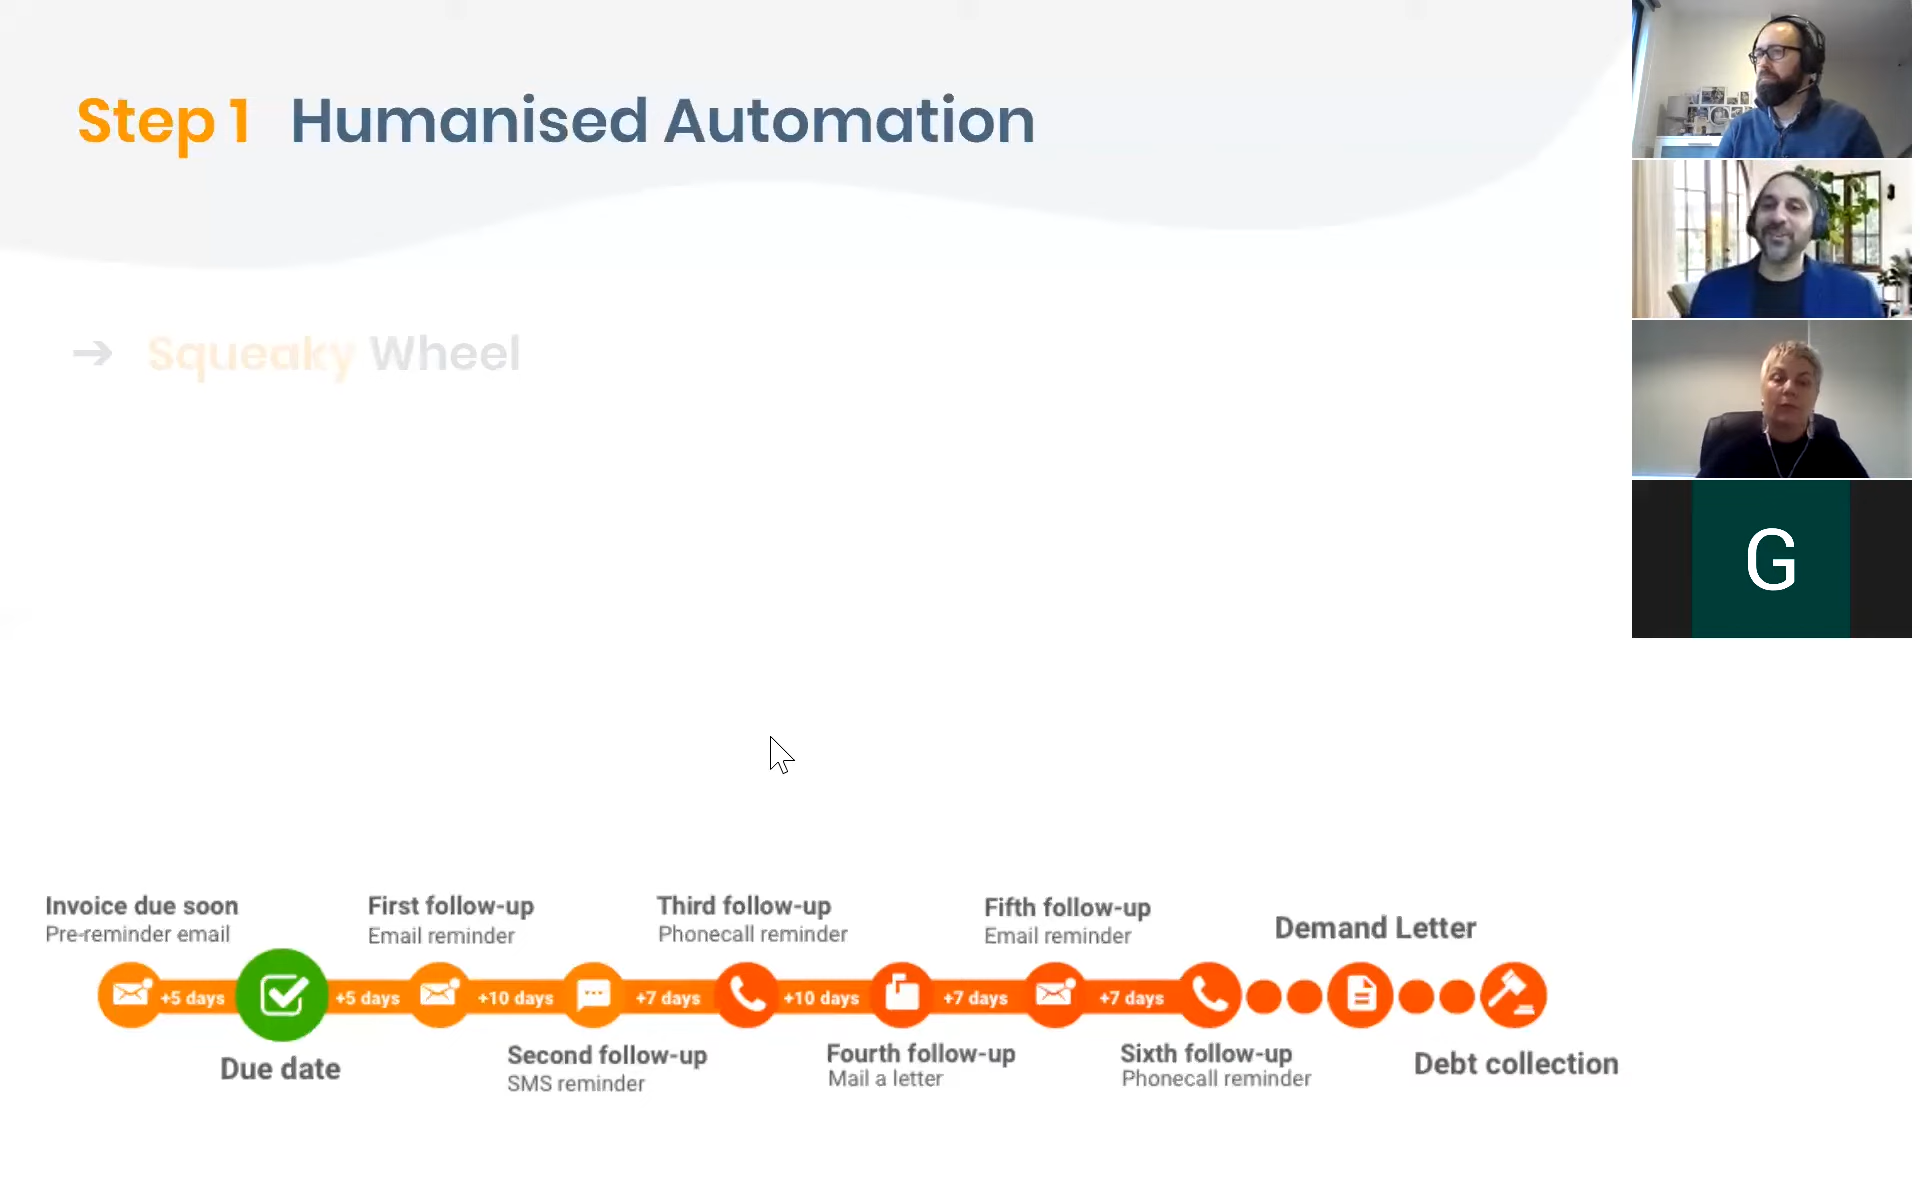 Step 1 Humanised Automation
➔ Squeaky Wheel
G
Invoice due soon
Pre-reminder email
First follow-up
Email reminder
Third follow-up
Phonecall reminder
Fifth follow-up
Email reminder
Demand Letter
+5 days
+5 days
+10 days
+7 days
+10 days
+7 days
+7 days
Due date
Second follow-up
SMS reminder
Fourth follow-up
Mail a letter
Sixth follow-up
Phonecall reminder
Debt collection